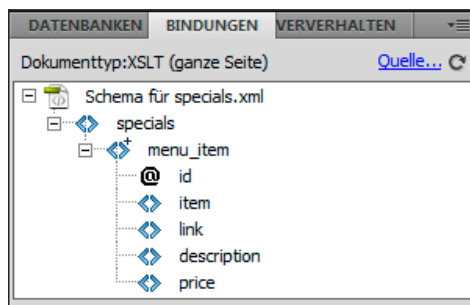 DATENBANKEN BINDUNGEN VERVERHALTEN
Dokumenttyp:XSLT (ganze Seite) Quelle...
Schema für specials.xml
specials
menu_item
@ id
item
link
description
price